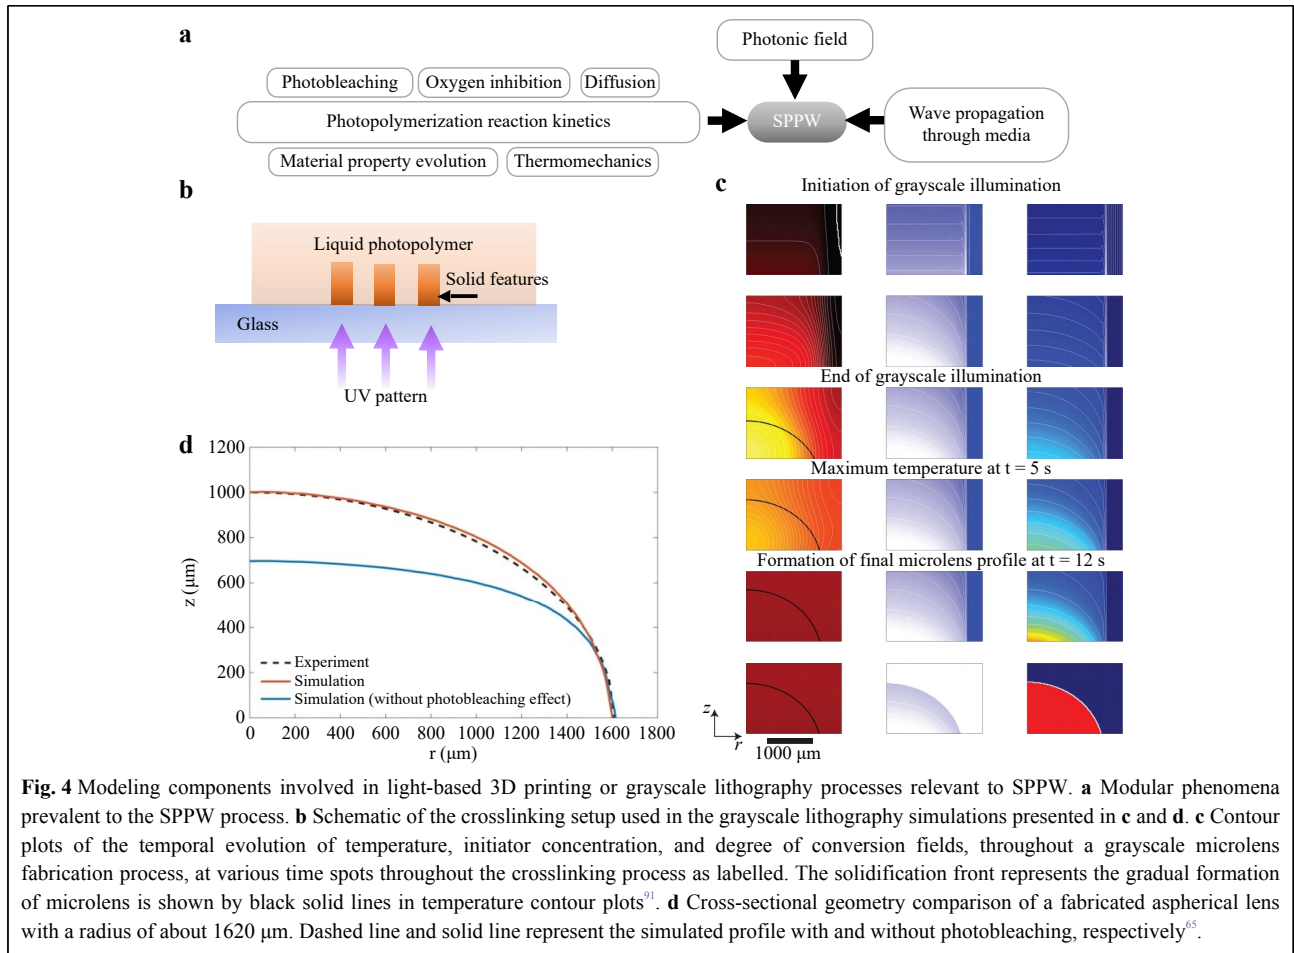 a
Photonic field
Photobleaching
Oxygen inhibition
Diffusion
Photopolymerization reaction kinetics
SPPW
Wave propagation
through media
Material property evolution
Thermomechanics
b
Liquid photopolymer
Solid features
Glass
UV pattern
c
Initiation of grayscale illumination
End of grayscale illumination
Maximum temperature at t = 5 s
Formation of final microlens profile at t = 12 s
z
r
1000 μm
d
1200
1000
800
600
400
200
0
z (μm)
Experiment
Simulation
Simulation (without photobleaching effect)
0 200 400 600 800 1000 1200 1400 1600 1800
r (μm)
Fig. 4 Modeling components involved in light-based 3D printing or grayscale lithography processes relevant to SPPW. a Modular phenomena
prevalent to the SPPW process. b Schematic of the crosslinking setup used in the grayscale lithography simulations presented in c and d. c Contour
plots of the temporal evolution of temperature, initiator concentration, and degree of conversion fields, throughout a grayscale microlens
fabrication process, at various time spots throughout the crosslinking process as labelled. The solidification front represents the gradual formation
of microlens is shown by black solid lines in temperature contour plots91. d Cross-sectional geometry comparison of a fabricated aspherical lens
with a radius of about 1620 μm. Dashed line and solid line represent the simulated profile with and without photobleaching, respectively65.